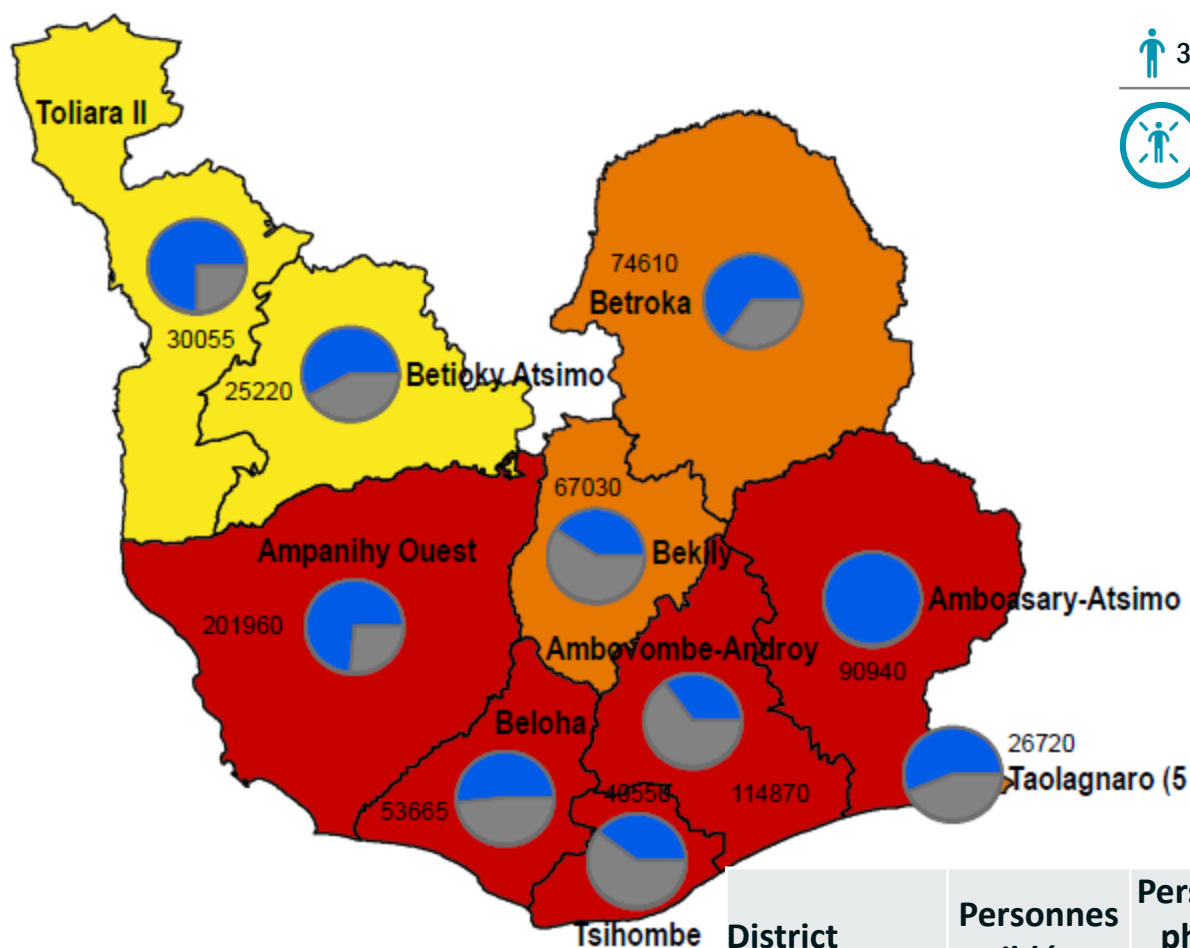 3
Toliara II
30055
25220
Betioky Atsimo
74610
Betroka
67030
Bekily
Ampanihy Ouest
201960
Amboasary-Atsimo
90940
Ambovombe-Androy
114870
Beloha
53665
40550
Tsihombe
26720
Taolagnaro (5
District
Personnes